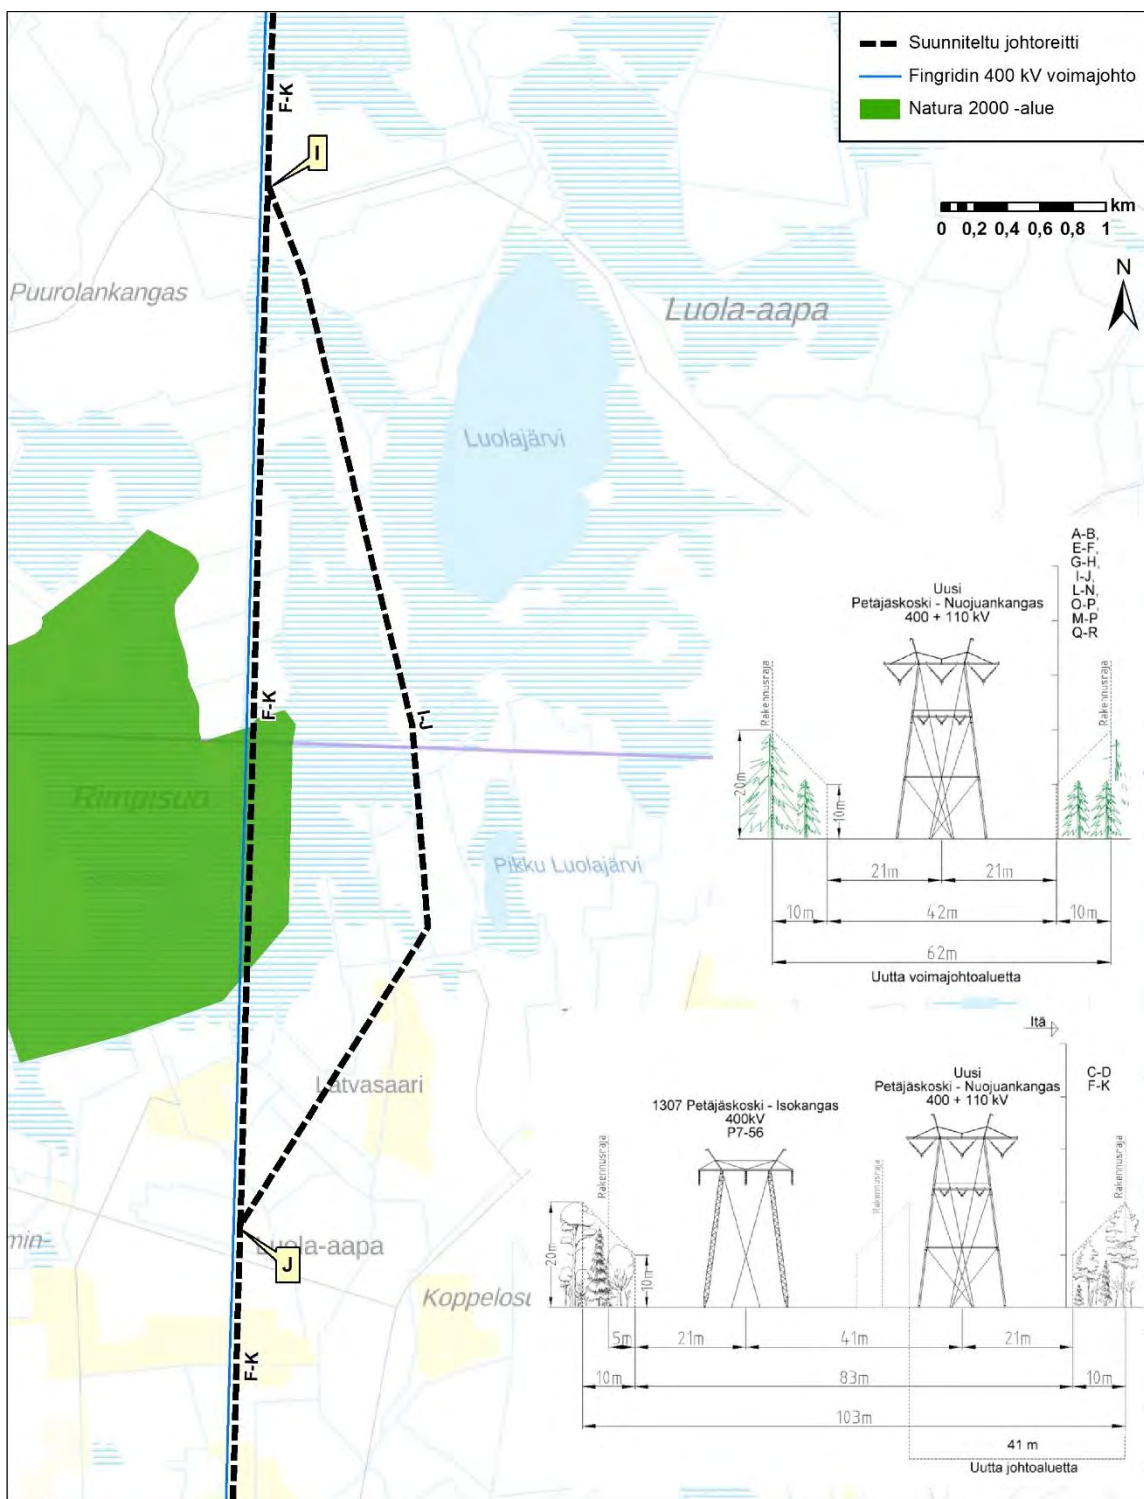 Suunniteltu johtoreitti
Fingridin 400 kV voimajohto
Natura 2000 -alue
km
0 0,2 0,4 0,6 0,8 1
N
F-K
I
Puurolankangas
Luola-aapa
Luolajärvi
A-B,
E-F,
G-H,
I-J,
L-N,
O-P,
M-P
Q-R
Uusi
Petäjäskoski - Nuojuankangas
400 + 110 kV
Rakennusraja
Rakennusraja
F-K
I-J
20m
10m
Rimpisuo
Pikku Luolajärvi
21m
21m
10m
42m
10m
62m
Uutta voimajohtoaluetta
Itä
C-D
F-K
Uusi
Petäjäskoski - Nuojuankangas
400 + 110 kV
1307 Petäjäskoski - Isokangas
400kV
P7-56
Latvasaari
Rakennusraja
Rakennusraja
Rakennusraja
20m
10m
min-
Luola-aapa
J
Koppelosu
5m
21m
41m
21m
F-K
10m
83m
10m
103m
41 m
Uutta johtoaluetta